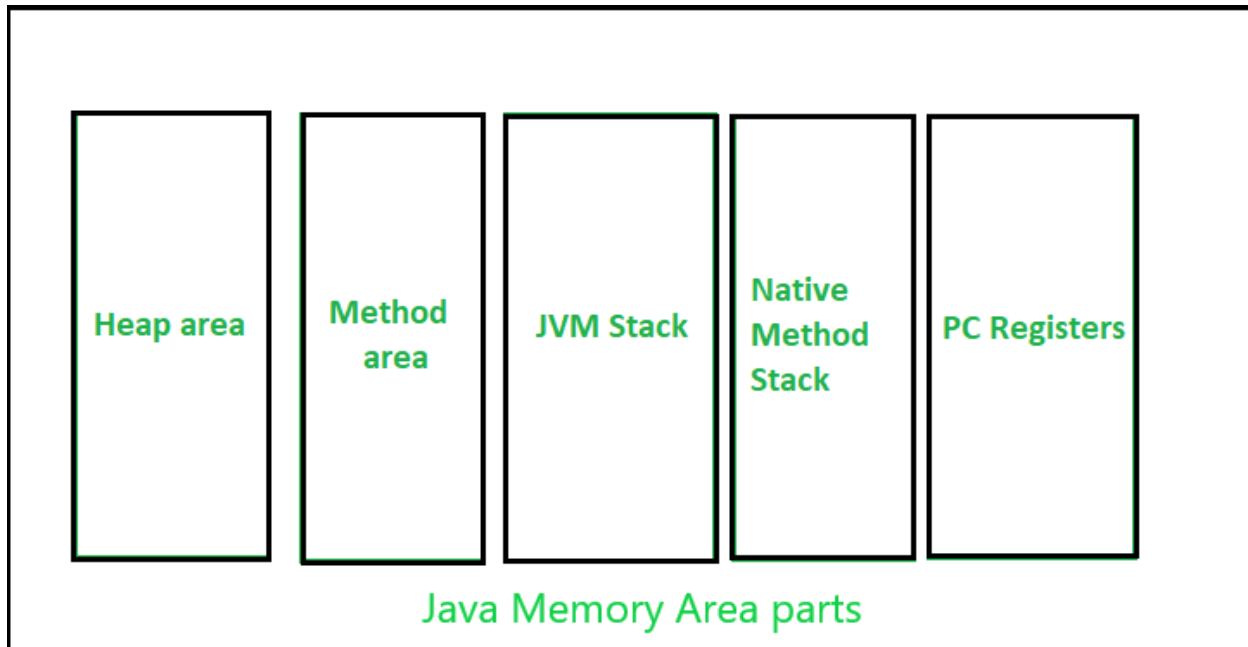 Heap area
Method
area
JVM Stack
Native
Method
Stack
PC Registers
Java Memory Area parts